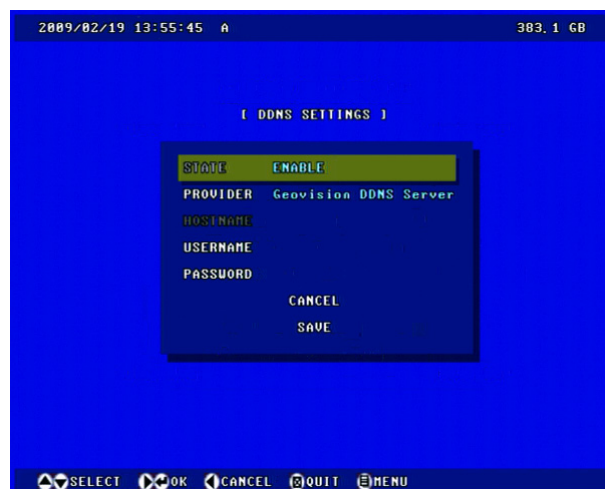 2009/02/19 13:55:45 A 383.1 GB
[ DDNS SETTINGS ]
STATE ENABLE
PROVIDER Geovision DDNS Server
HOSTNAME
USERNAME
PASSWORD
CANCEL
SAVE
SELECT OK CANCEL QUIT MENU